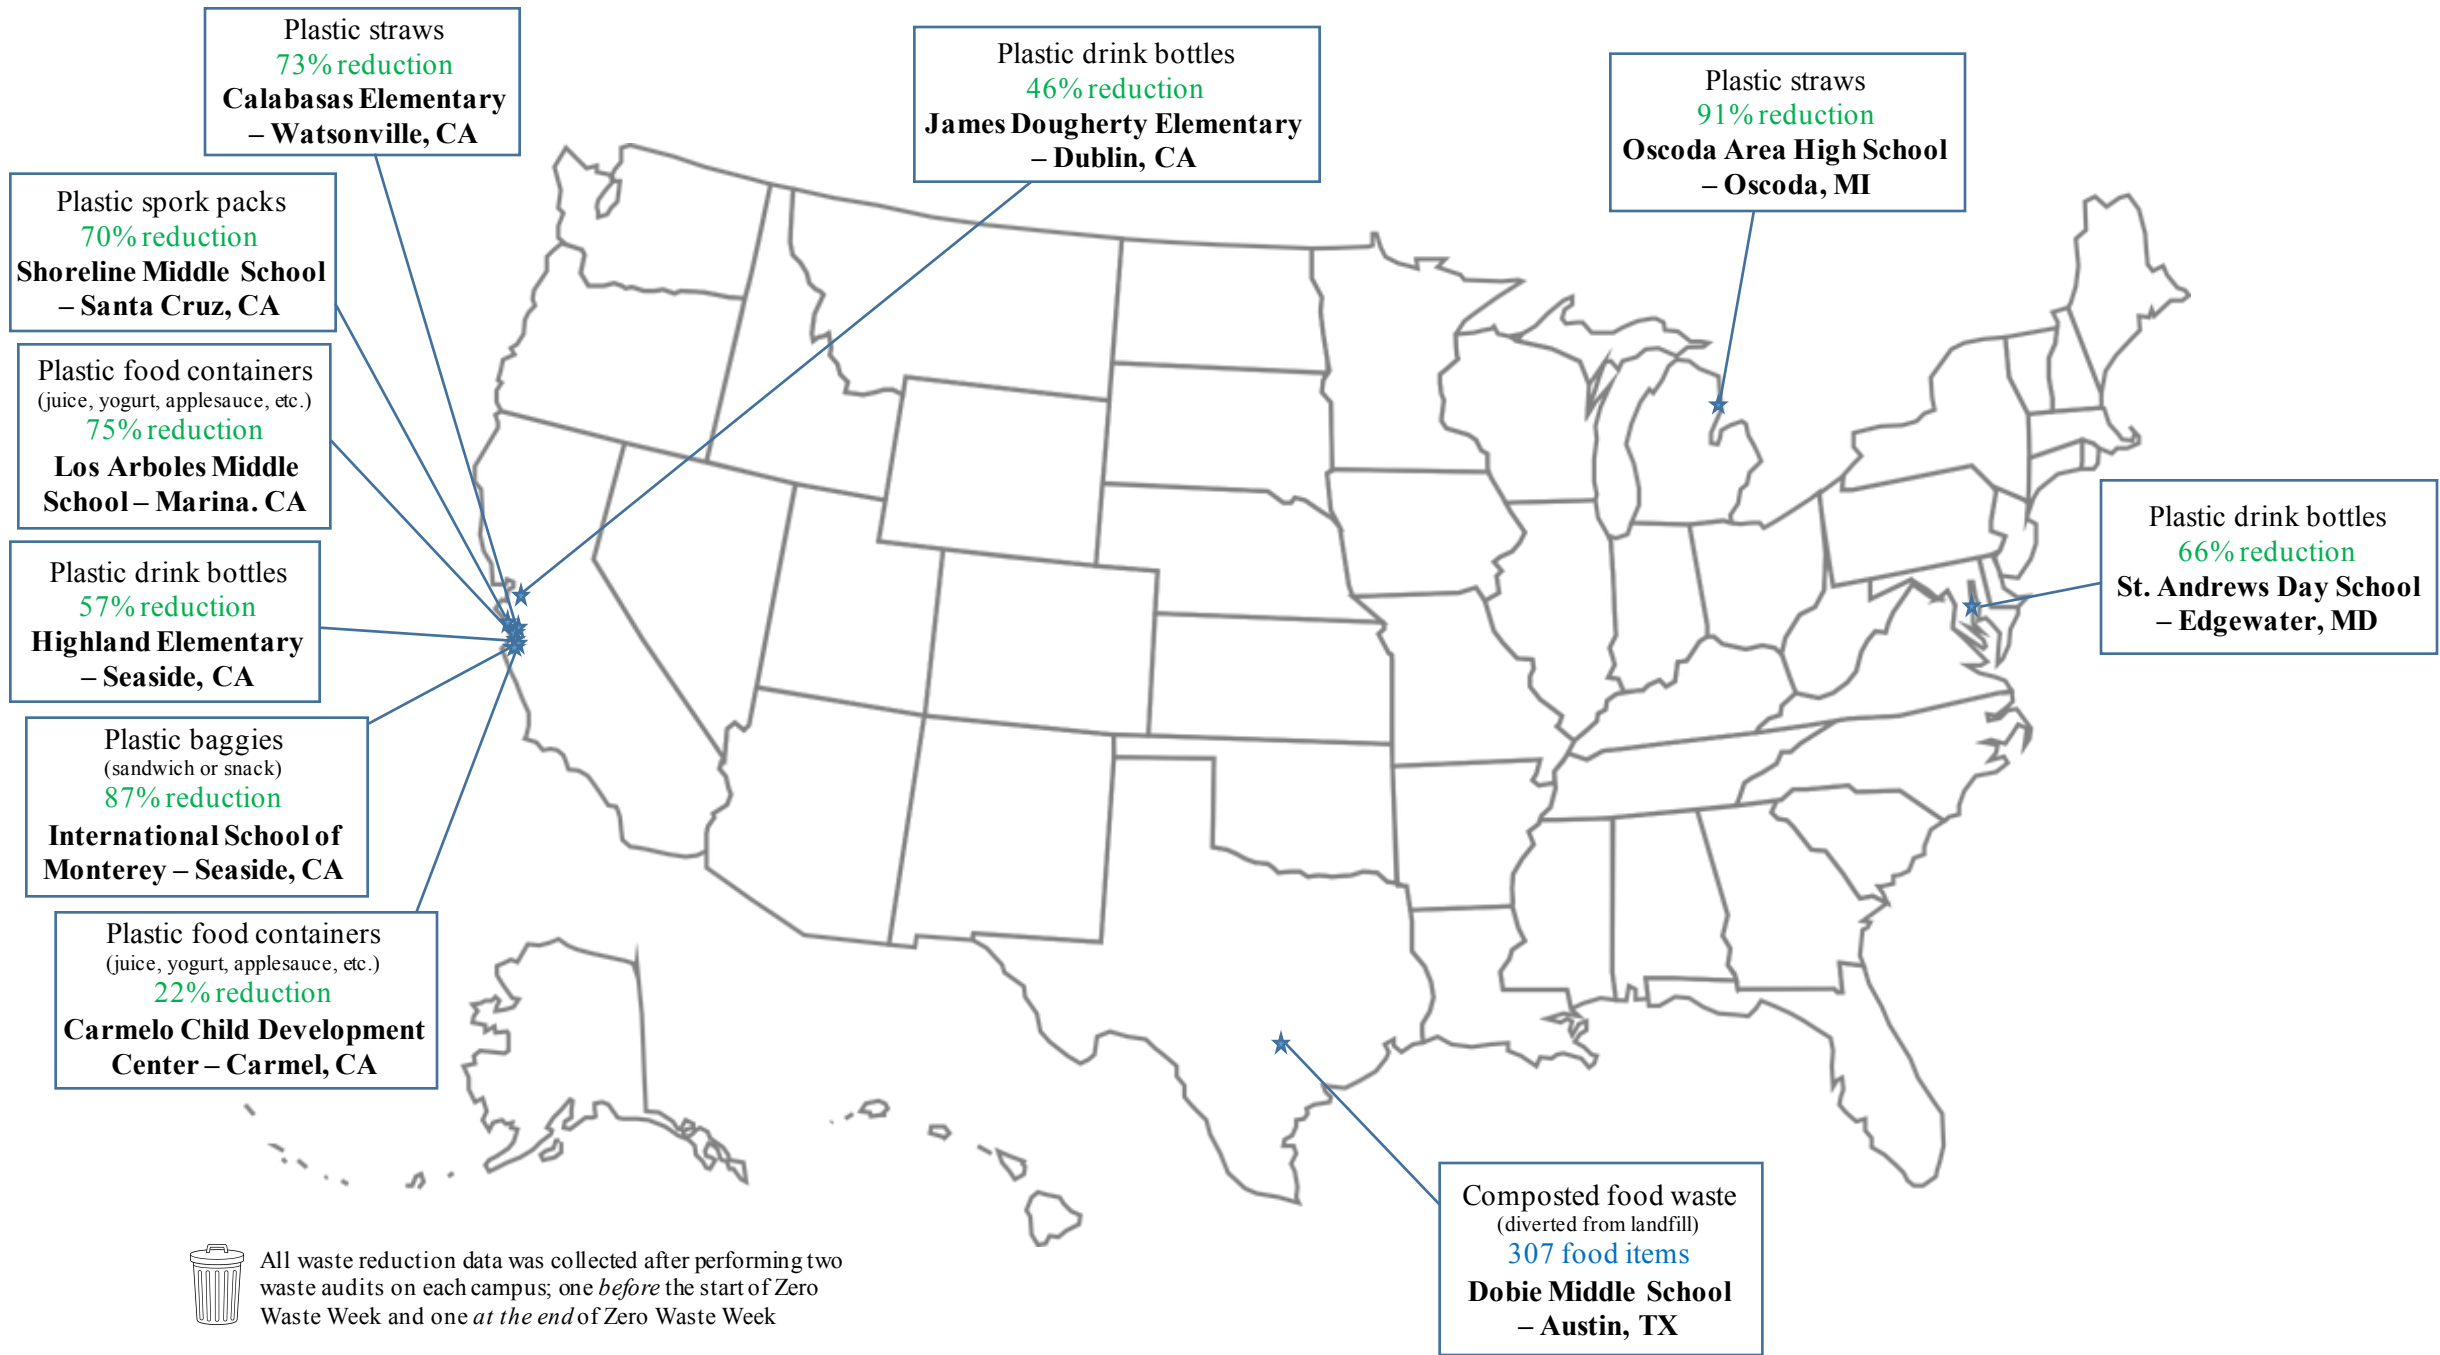 Plastic straws
73% reduction
Calabasas Elementary
– Watsonville, CA
Plastic drink bottles
46% reduction
James Dougherty Elementary
– Dublin, CA
Plastic straws
91% reduction
Oscoda Area High School
– Oscoda, MI
Plastic spork packs
70% reduction
Shoreline Middle School
– Santa Cruz, CA
Plastic food containers
(juice, yogurt, applesauce, etc.)
75% reduction
Los Arboles Middle
School – Marina. CA
Plastic drink bottles
57% reduction
Highland Elementary
– Seaside, CA
Plastic drink bottles
66% reduction
St. Andrews Day School
– Edgewater, MD
Plastic baggies
(sandwich or snack)
87% reduction
International School of
Monterey – Seaside, CA
Plastic food containers
(juice, yogurt, applesauce, etc.)
22% reduction
Carmelo Child Development
Center – Carmel, CA
Composted food waste
(diverted from landfill)
307 food items
Dobie Middle School
– Austin, TX
All waste reduction data was collected after performing two
waste audits on each campus; one before the start of Zero
Waste Week and one at the end of Zero Waste Week